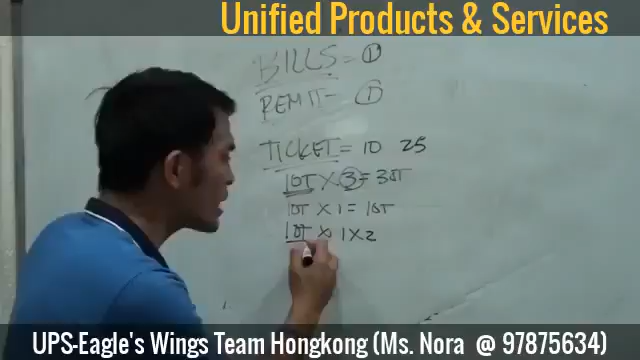 Unified Products & Services
BILLS = ①
REMIT - ①
TICKET = 10 25
10T X 3 = 30T
10T X 1 = 10T
10T X 1 X 2
UPS-Eagle's Wings Team Hongkong (Ms. Nora @ 97875634)